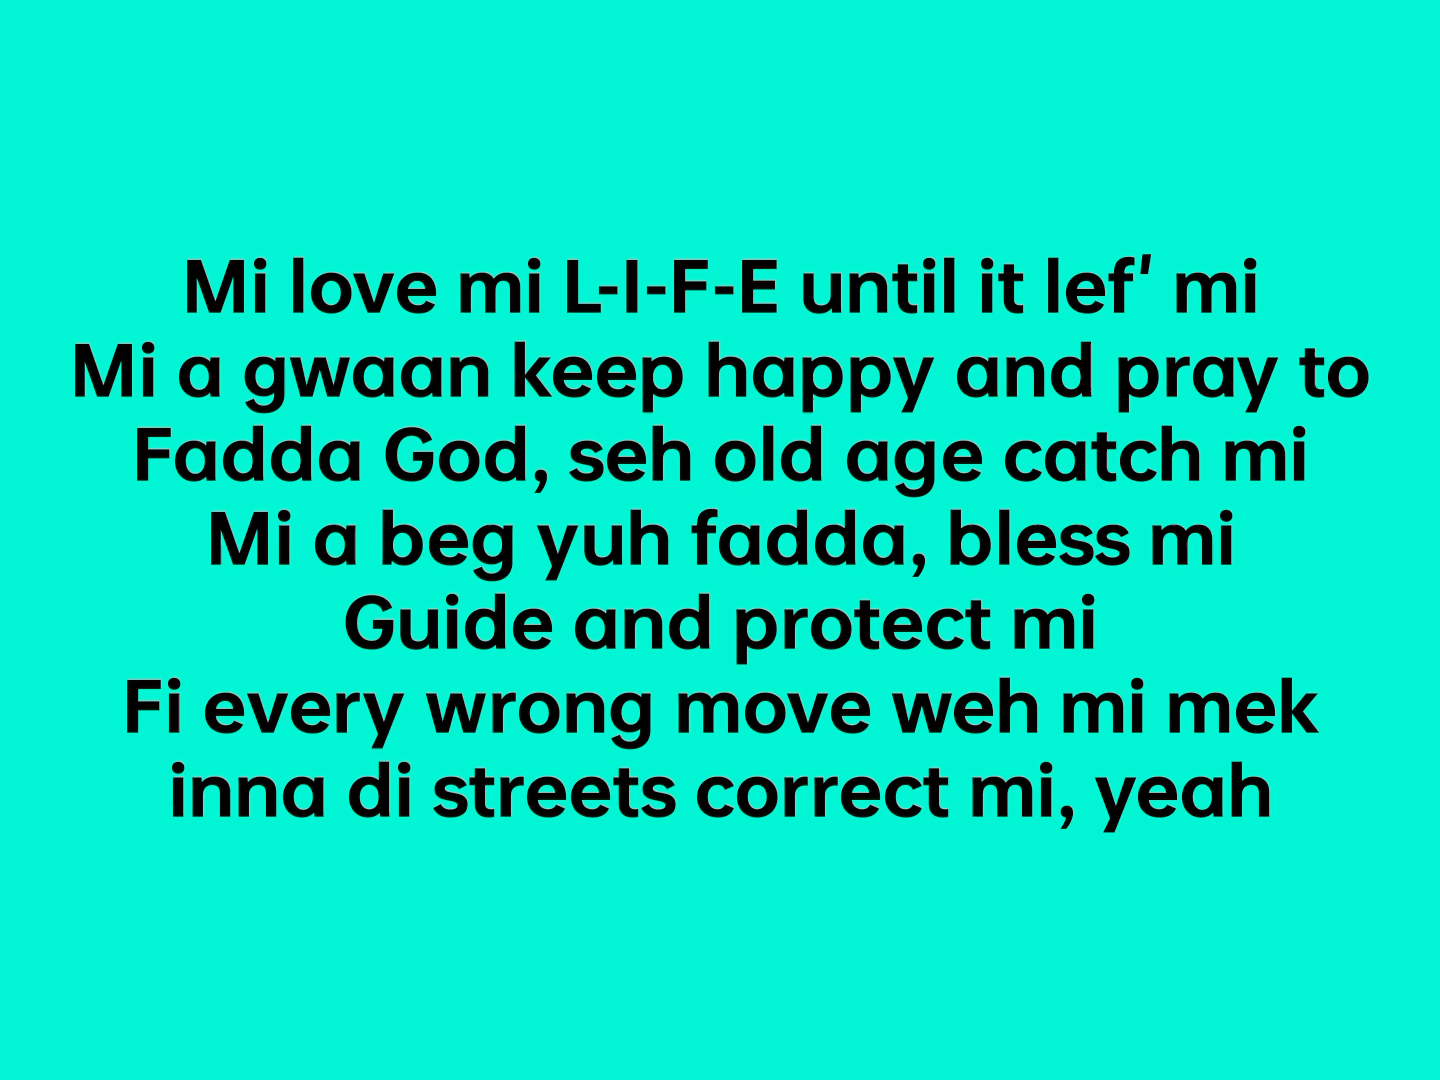 Mi love mi L-I-F-E until it lef' mi
Mi a gwaan keep happy and pray to
Fadda God, seh old age catch mi
Mi a beg yuh fadda, bless mi
Guide and protect mi
Fi every wrong move weh mi mek
inna di streets correct mi, yeah